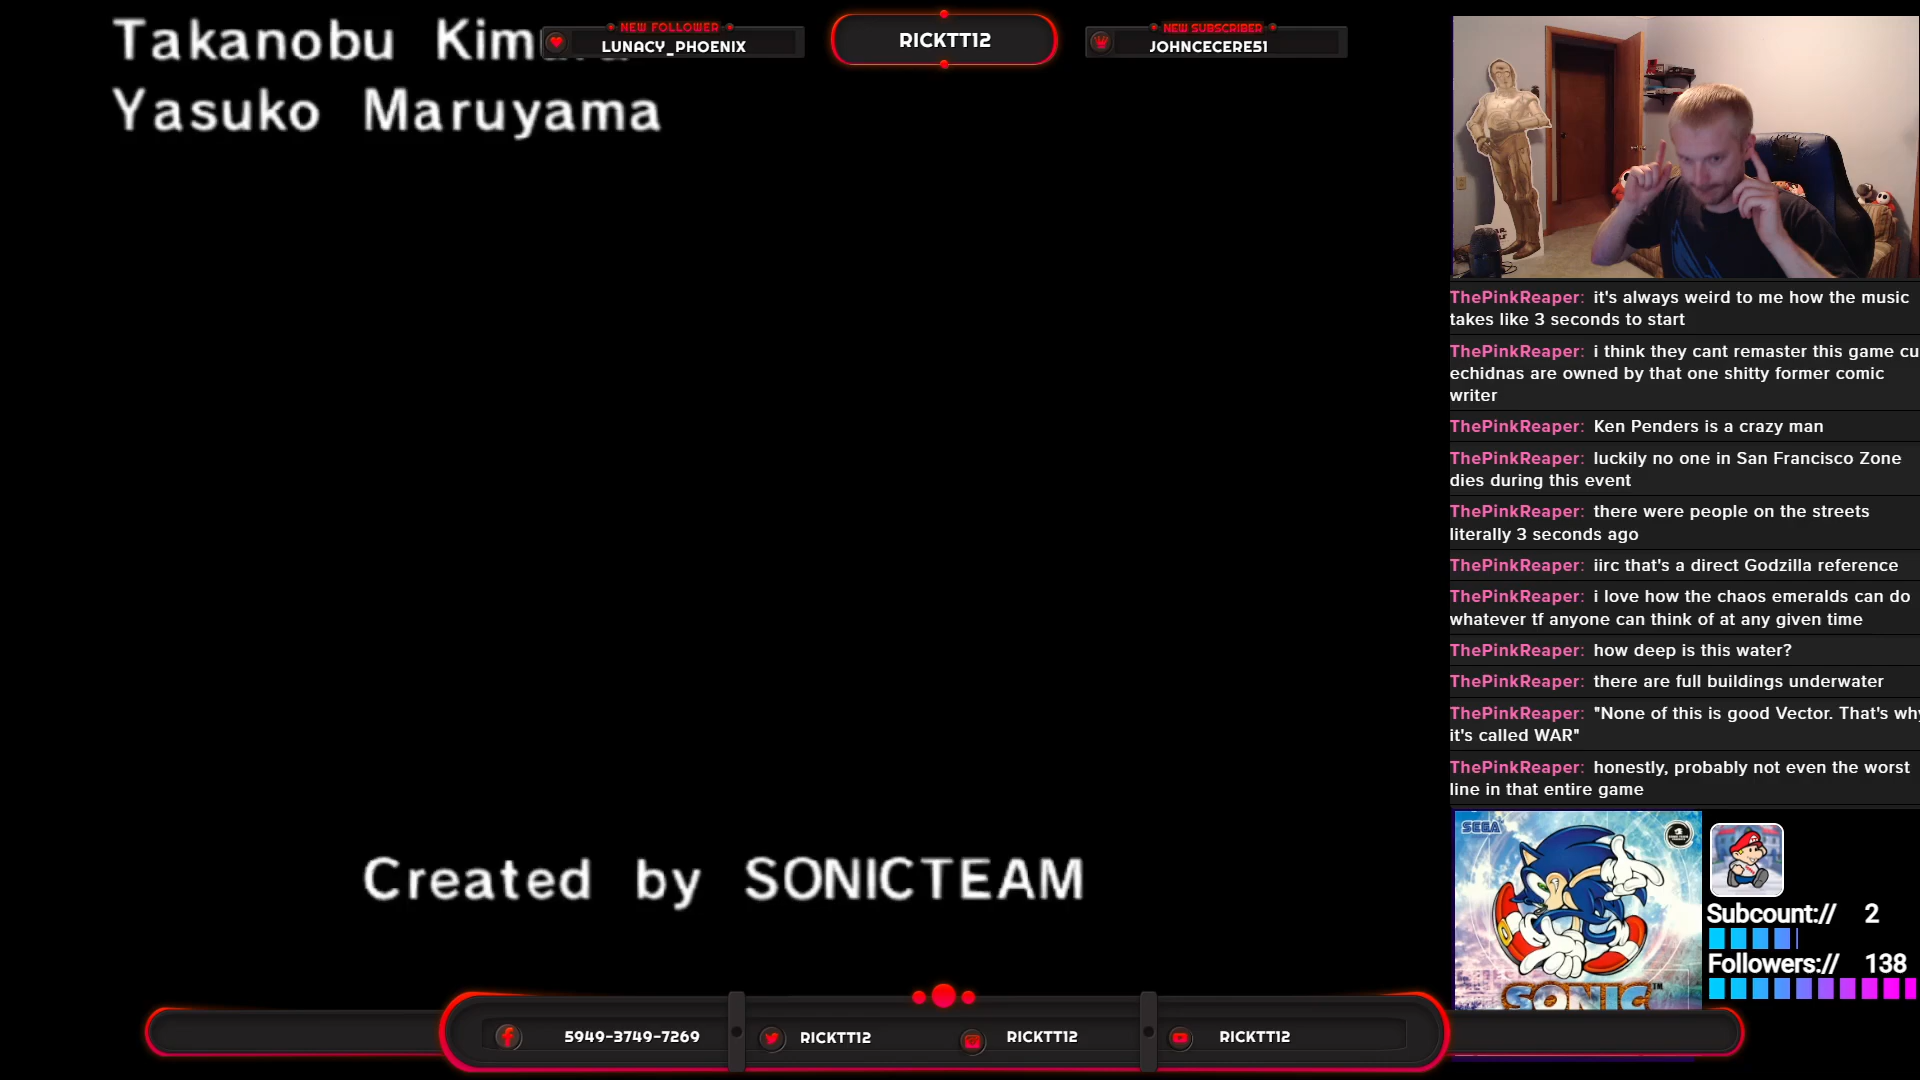 Takanobu Kim
Yasuko Maruyama
NEW FOLLOWER
LUNACY_PHOENIX
RICKTT12
NEW SUBSCRIBER
JOHNCECERE51
ThePinkReaper: it's always weird to me how the music
takes like 3 seconds to start
ThePinkReaper: i think they cant remaster this game cu
echidnas are owned by that one shitty former comic
writer
ThePinkReaper: Ken Penders is a crazy man
ThePinkReaper: luckily no one in San Francisco Zone
dies during this event
ThePinkReaper: there were people on the streets
literally 3 seconds ago
ThePinkReaper: iirc that's a direct Godzilla reference
ThePinkReaper: i love how the chaos emeralds can do
whatever tf anyone can think of at any given time
ThePinkReaper: how deep is this water?
ThePinkReaper: there are full buildings underwater
ThePinkReaper: "None of this is good Vector. That's why
it's called WAR"
ThePinkReaper: honestly, probably not even the worst
line in that entire game
Created by SONICTEAM
SEGA
SONIC
TM
Subcount:// 2
Followers:// 138
5949-3749-7269
RICKTT12
RICKTT12
RICKTT12